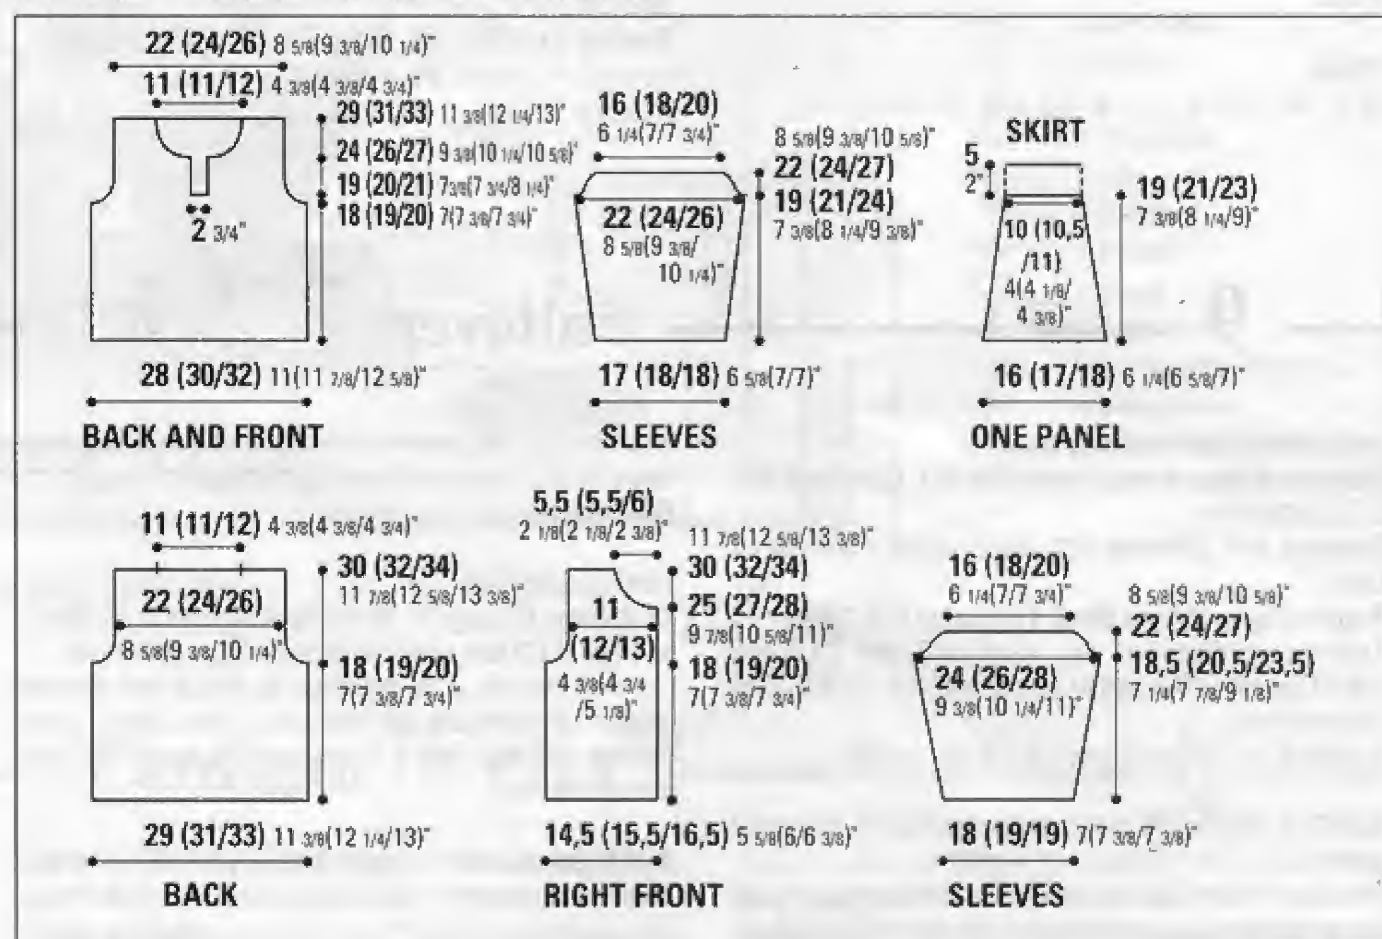 22 (24/26) 8 5/8(9 3/8/10 1/4)"
11 (11/12) 4 3/8(4 3/8/4 3/4)"
29 (31/33) 11 3/8(12 1/4/13)"
24 (26/27) 9 3/8(10 1/4/10 5/8)"
19 (20/21) 7 3/8(7 3/4/8 1/4)"
18 (19/20) 7(7 3/8/7 3/4)"
2 3/4"
28 (30/32) 11(11 7/8/12 5/8)"
BACK AND FRONT
16 (18/20)
6 1/4(7/7 3/4)"
8 5/8(9 3/8/10 5/8)"
22 (24/27)
19 (21/24)
7 3/8(8 1/4/9 3/8)"
22 (24/26)
8 5/8(9 3/8/
10 1/4)"
17 (18/18) 6 5/8(7/7)"
SLEEVES
SKIRT
5
2"
19 (21/23)
7 3/8(8 1/4/9)"
10 (10,5
/11)
4(4 1/8/
4 3/8)"
16 (17/18) 6 1/4(6 5/8/7)"
ONE PANEL
11 (11/12) 4 3/8(4 3/8/4 3/4)"
30 (32/34)
11 7/8(12 5/8/13 3/8)"
22 (24/26)
8 5/8(9 3/8/10 1/4)"
18 (19/20)
7(7 3/8/7 3/4)"
29 (31/33) 11 3/8(12 1/4/13)"
BACK
5,5 (5,5/6)
2 1/8(2 1/8/2 3/8)"
11 7/8(12 5/8/13 3/8)"
30 (32/34)
25 (27/28)
9 7/8(10 5/8/11)"
11
(12/13)
4 3/8(4 3/4
/5 1/8)"
18 (19/20)
7(7 3/8/7 3/4)"
14,5 (15,5/16,5) 5 5/8(6/6 3/8)"
RIGHT FRONT
16 (18/20)
6 1/4(7/7 3/4)"
8 5/8(9 3/8/10 5/8)"
22 (24/27)
18,5 (20,5/23,5)
7 1/4(7 7/8/9 1/8)"
24 (26/28)
9 3/8(10 1/4/11)"
18 (19/19) 7(7 3/8/7 3/8)"
SLEEVES